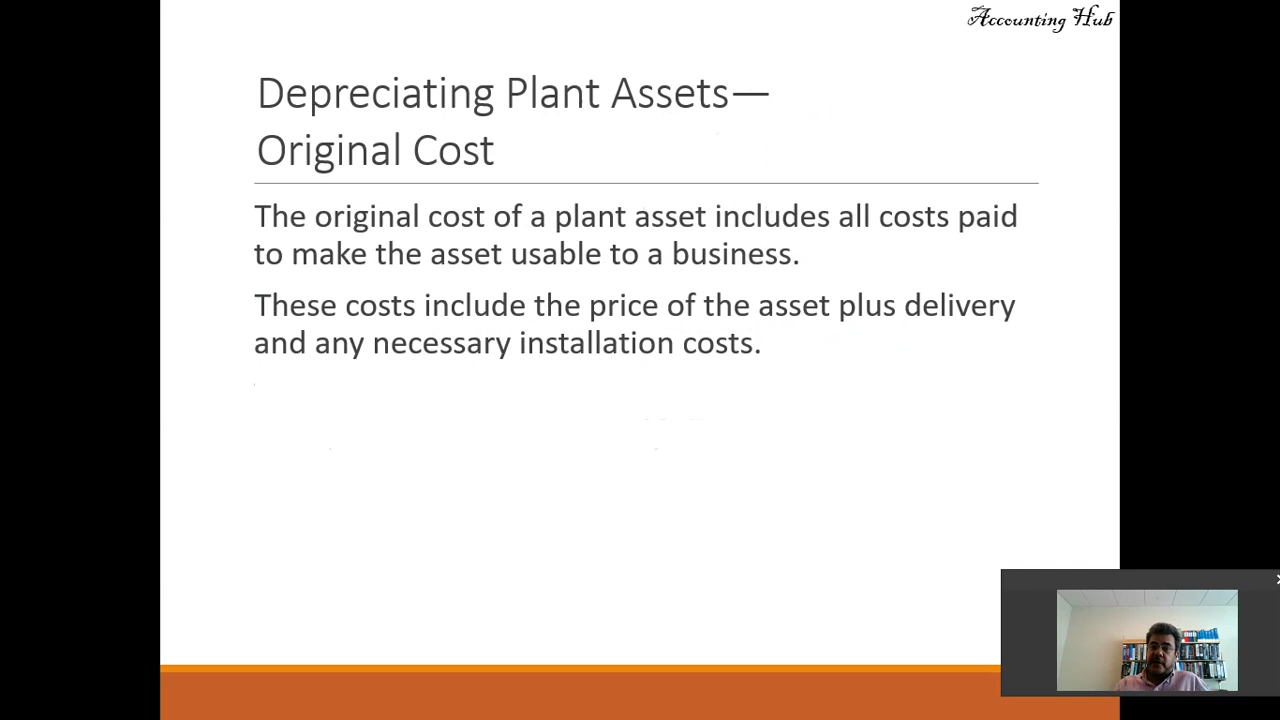 Accounting Hub
Depreciating Plant Assets—
Original Cost
The original cost of a plant asset includes all costs paid
to make the asset usable to a business.
These costs include the price of the asset plus delivery
and any necessary installation costs.